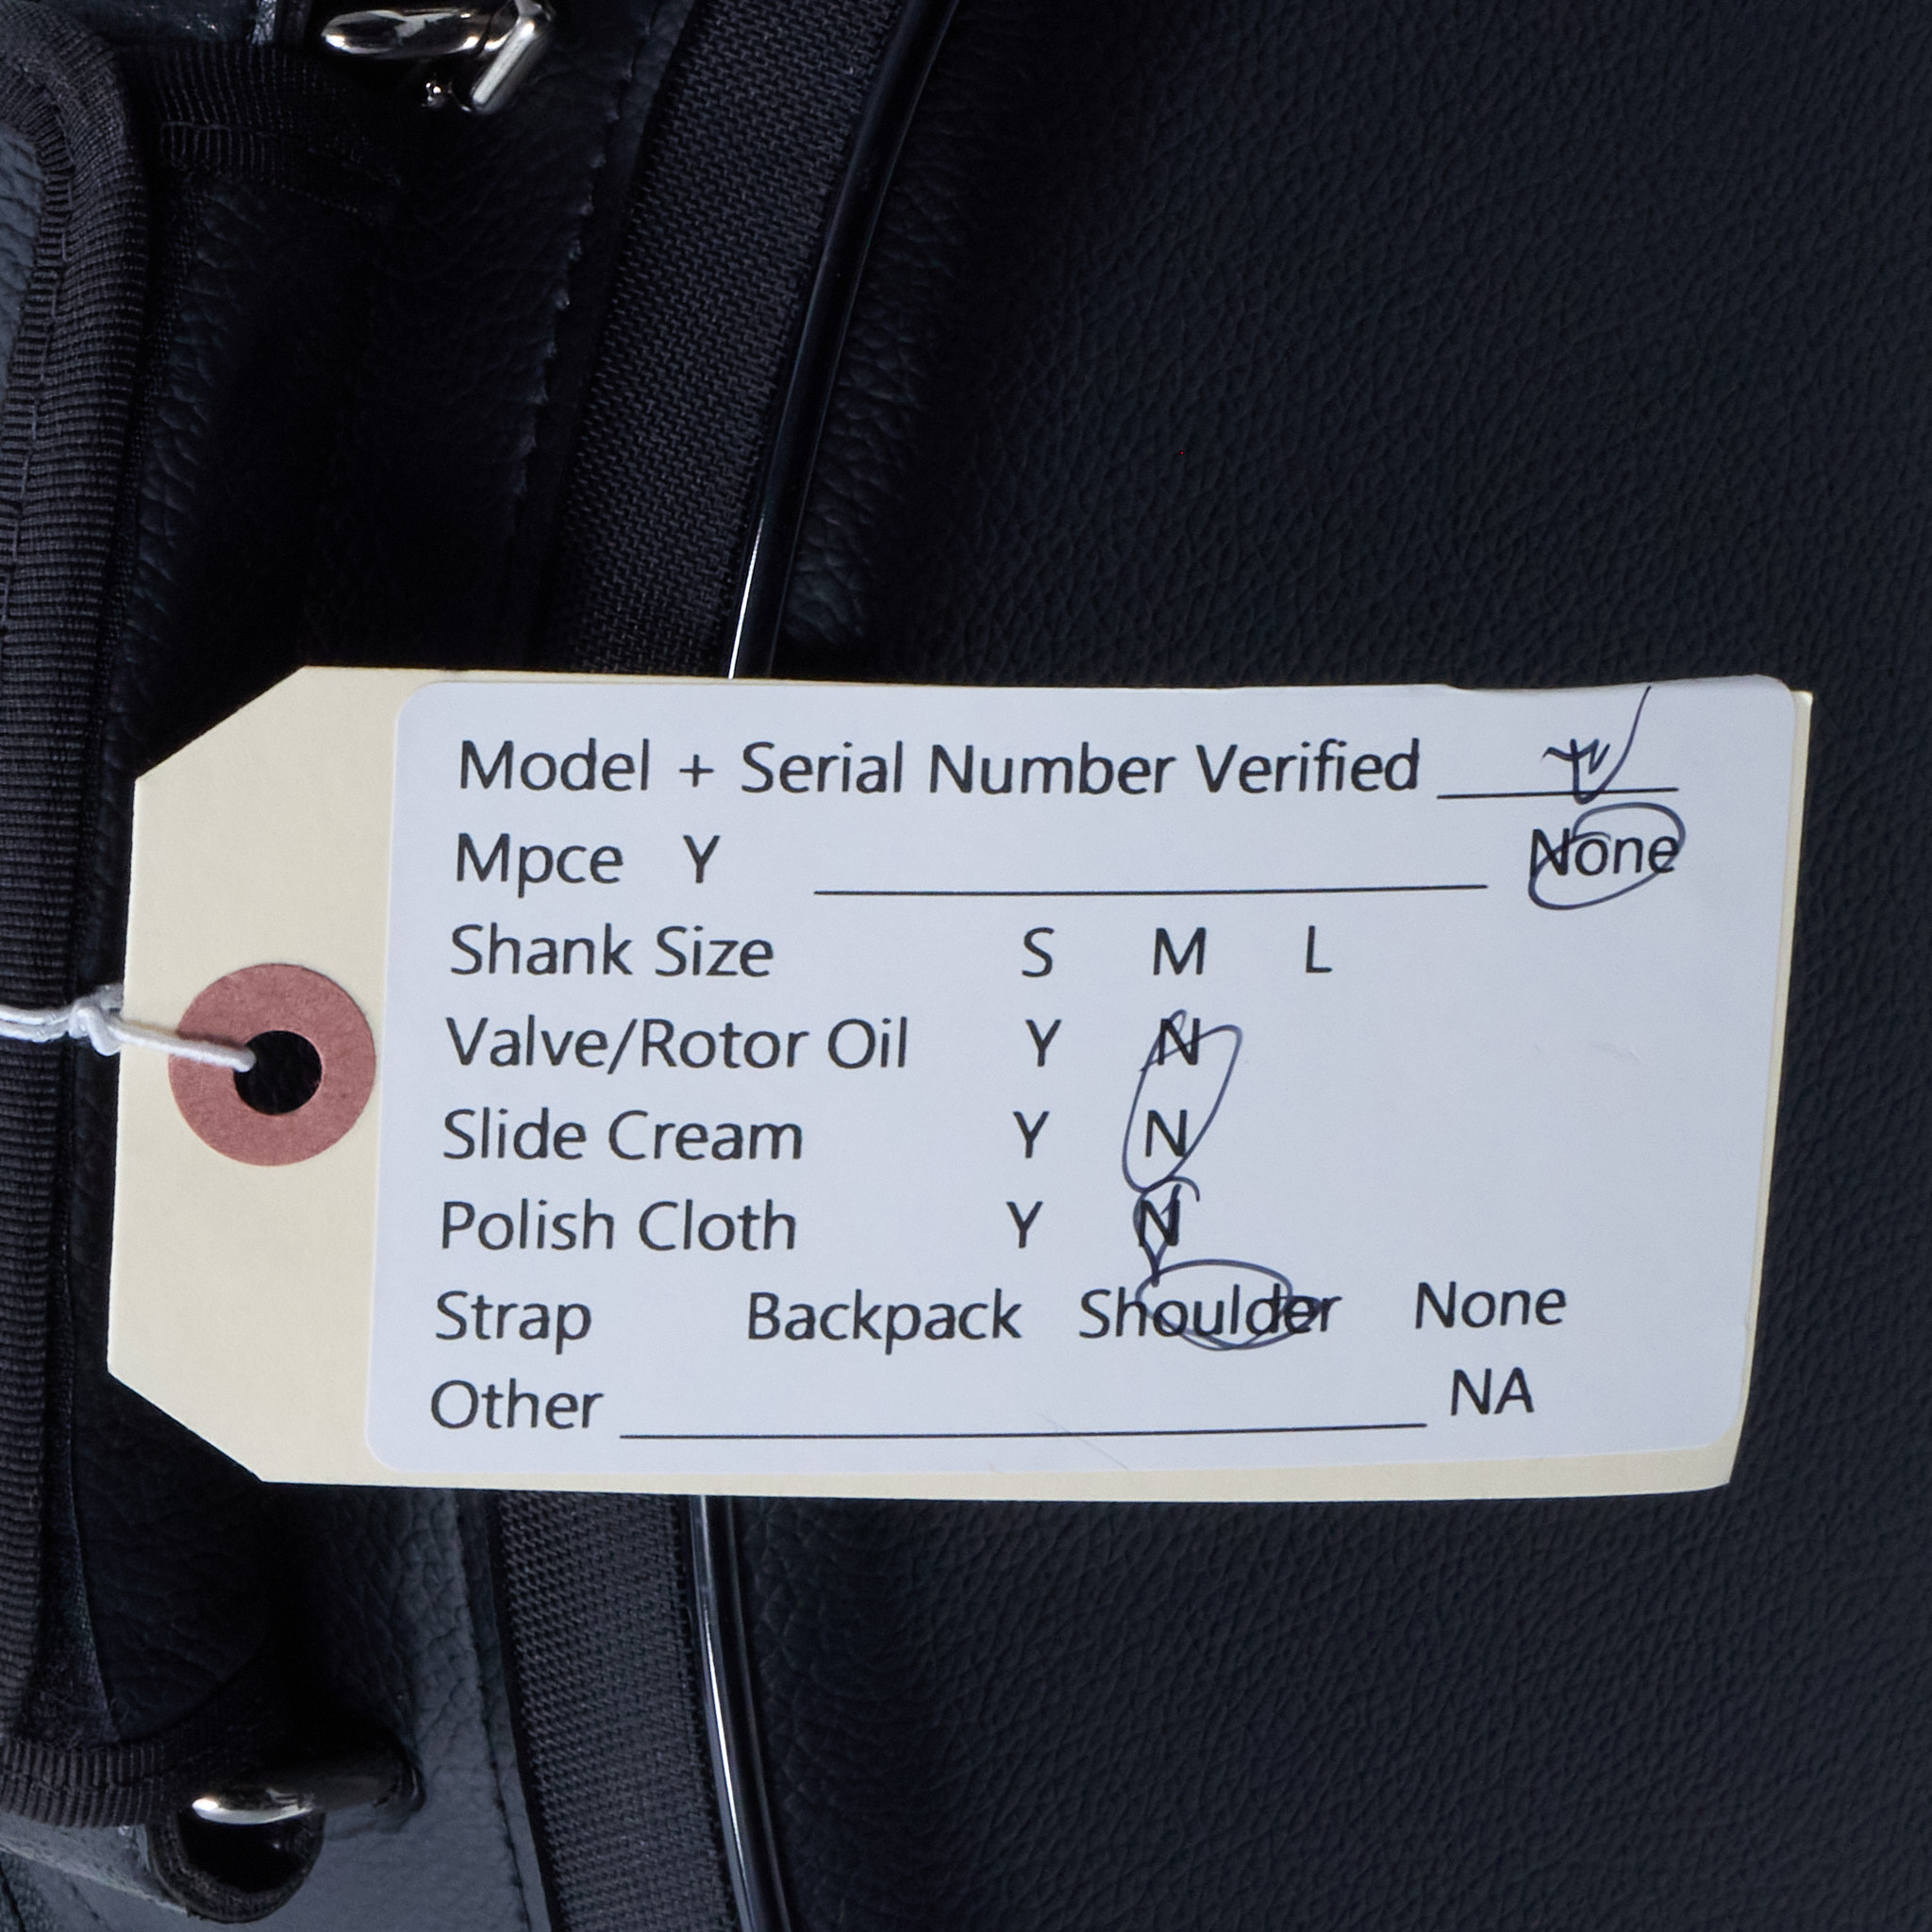 Model + Serial Number Verified
Mpce Y None
Shank Size S M L
Valve/Rotor Oil Y N
Slide Cream Y N
Polish Cloth Y N
Strap Backpack Shoulder None
Other NA